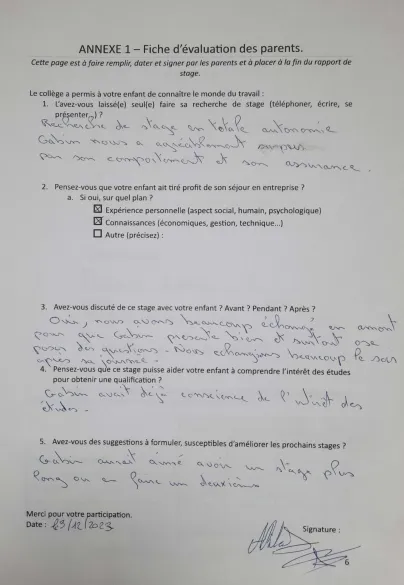 ANNEXE 1 – Fiche d'évaluation des parents.
Cette page est à faire remplir, dater et signer par les parents et à placer à la fin du rapport de
stage.
Le collège a permis à votre enfant de connaître le monde du travail :
1. L'avez-vous laissé(e) seul(e) faire sa recherche de stage (téléphoner, écrire, se
présenter…) ?
Recherche de stage en totale autonomie
Gabin nous a agréablement surpris
par son comportement et son assurance.
2. Pensez-vous que votre enfant ait tiré profit de son séjour en entreprise ?
a. Si oui, sur quel plan ?
Expérience personnelle (aspect social, humain, psychologique)
Connaissances (économiques, gestion, technique…)
Autre (précisez) :
3. Avez-vous discuté de ce stage avec votre enfant ? Avant ? Pendant ? Après ?
Oui, nous avons beaucoup échangé en amont
pour que Gabin présente bien et surtout ose
poser des questions. Nous échangions beaucoup le soir
après sa journée.
4. Pensez-vous que ce stage puisse aider votre enfant à comprendre l'intérêt des études
pour obtenir une qualification ?
Gabin avait déjà conscience de l'intérêt des
études.
5. Avez-vous des suggestions à formuler, susceptibles d'améliorer les prochains stages ?
Gabin aurait aimé avoir un stage plus
long ou en faire un deuxième
Merci pour votre participation.
Date : 29/12/2023
Signature :
6